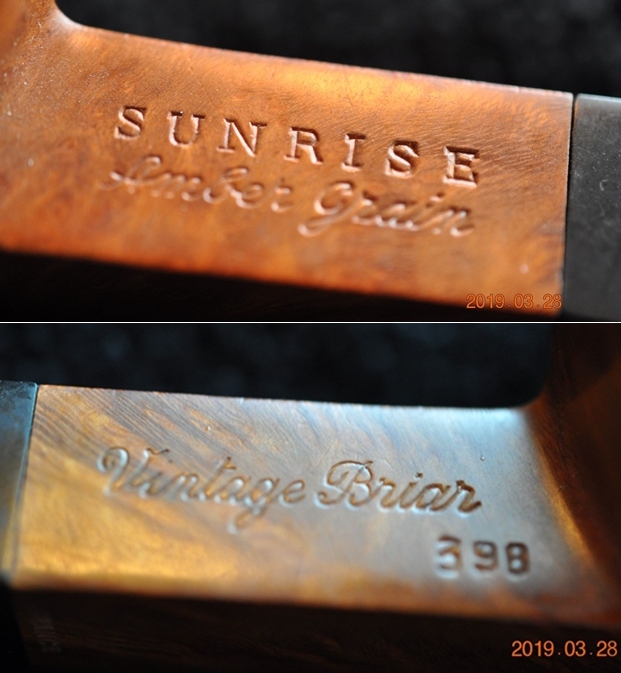 SUNRISE
Amber Grain
2019.03.28
Vintage Briar
398
2019.03.28